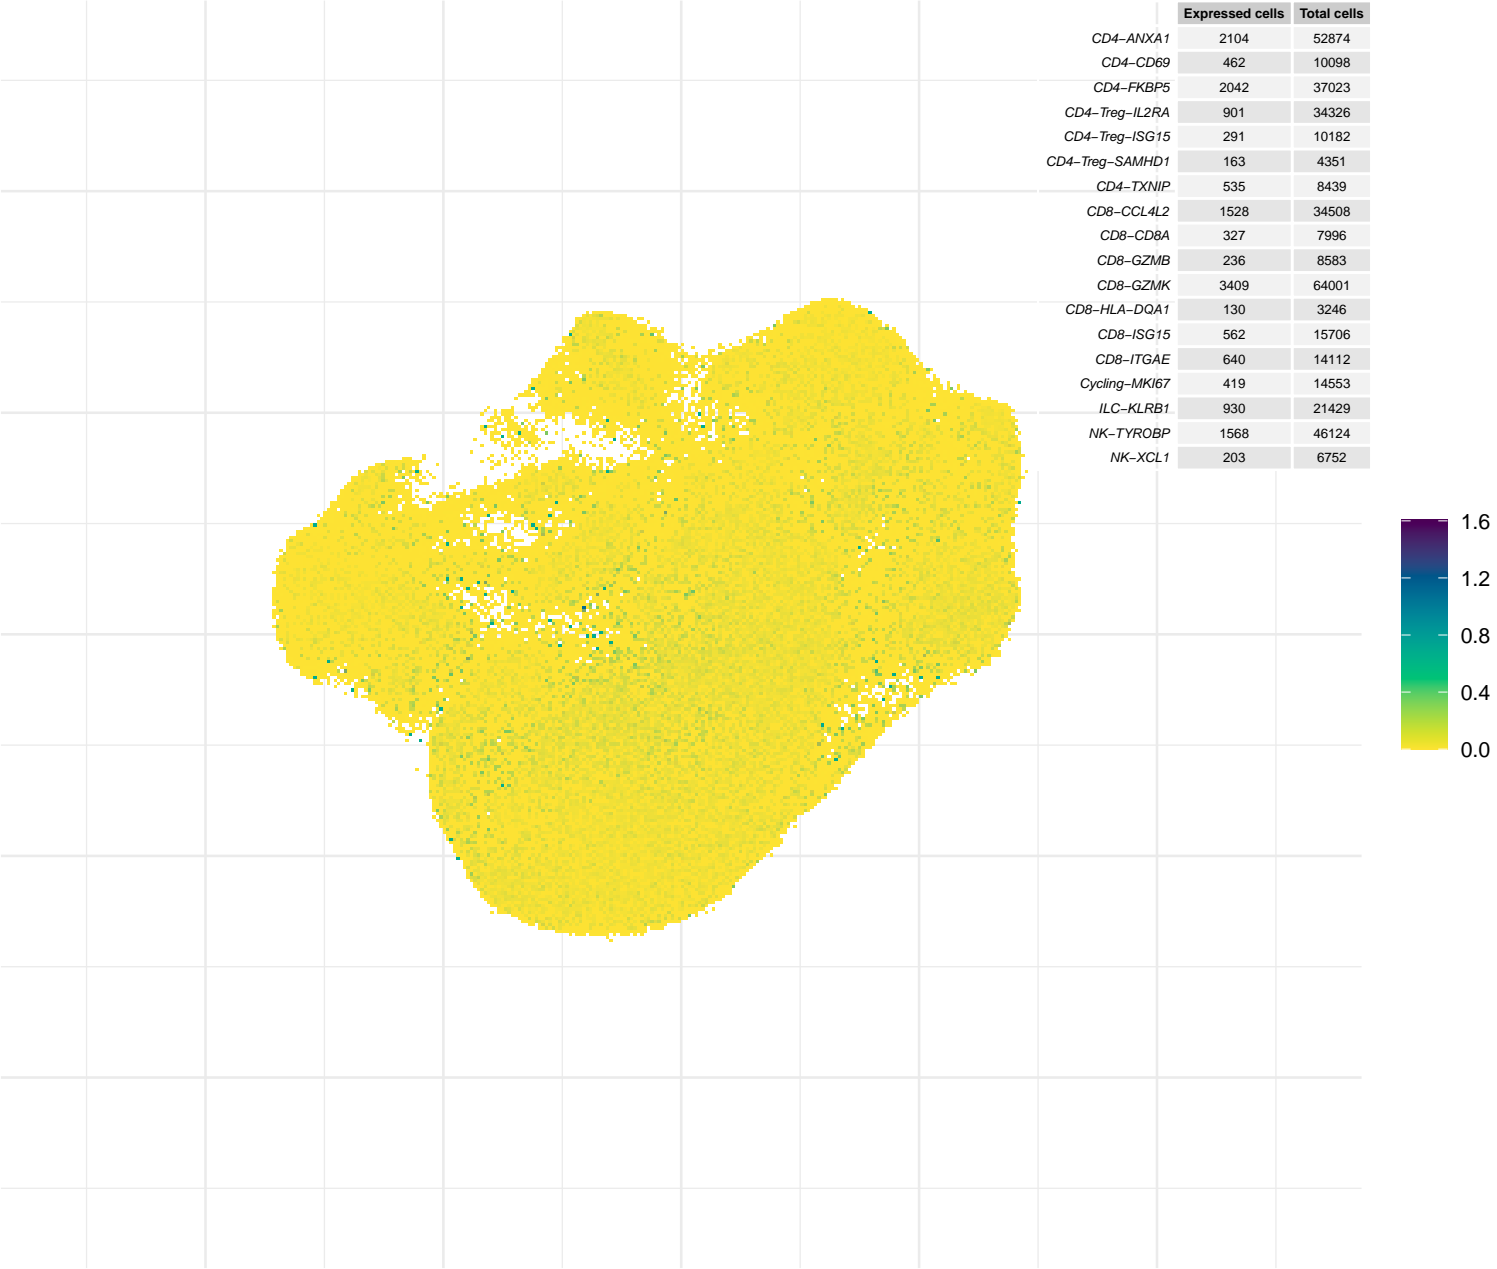 Expressed cells Total cells
CD4−ANXA1 2104 52874
CD4−CD69 462 10098
CD4−FKBP5 2042 37023
CD4−Treg−IL2RA 901 34326
CD4−Treg−ISG15 291 10182
CD4−Treg−SAMHD1 163 4351
CD4−TXNIP 535 8439
CD8−CCL4L2 1528 34508
CD8−CD8A 327 7996
CD8−GZMB 236 8583
CD8−GZMK 3409 64001
CD8−HLA−DQA1 130 3246
CD8−ISG15 562 15706
CD8−ITGAE 640 14112
Cycling−MKI67 419 14553
ILC−KLRB1 930 21429
NK−TYROBP 1568 46124
NK−XCL1 203 6752
1.6
1.2
0.8
0.4
0.0